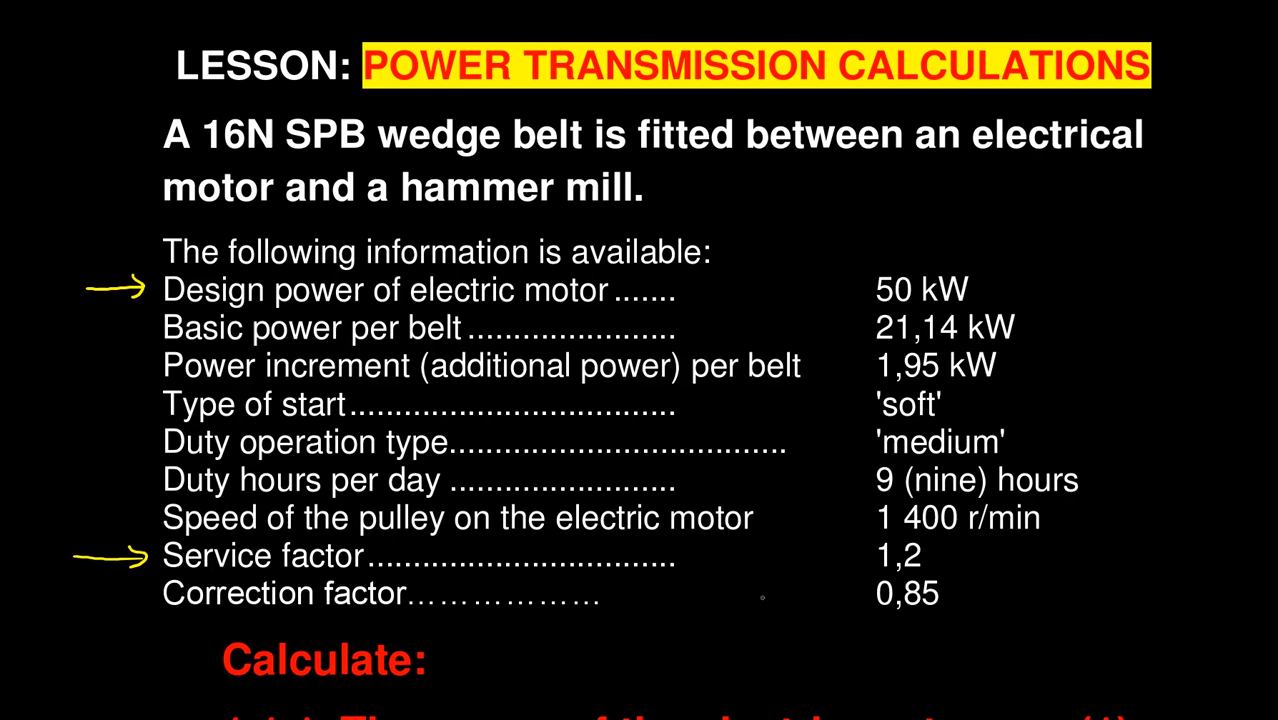 LESSON: POWER TRANSMISSION CALCULATIONS
A 16N SPB wedge belt is fitted between an electrical
motor and a hammer mill.
The following information is available:
Design power of electric motor ....... 50 kW
Basic power per belt ....................... 21,14 kW
Power increment (additional power) per belt 1,95 kW
Type of start .................................... 'soft'
Duty operation type..................................... 'medium'
Duty hours per day ......................... 9 (nine) hours
Speed of the pulley on the electric motor 1 400 r/min
Service factor .................................. 1,2
Correction factor……………… 0,85
Calculate: